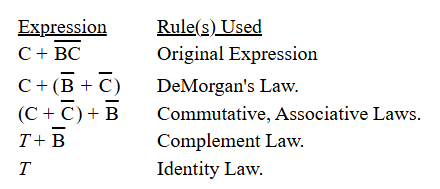 Expression Rule(s) Used
C + B̅C̅ Original Expression
C + (B̅ + C̅) DeMorgan's Law.
(C + C̅) + B̅ Commutative, Associative Laws.
T + B̅ Complement Law.
T Identity Law.